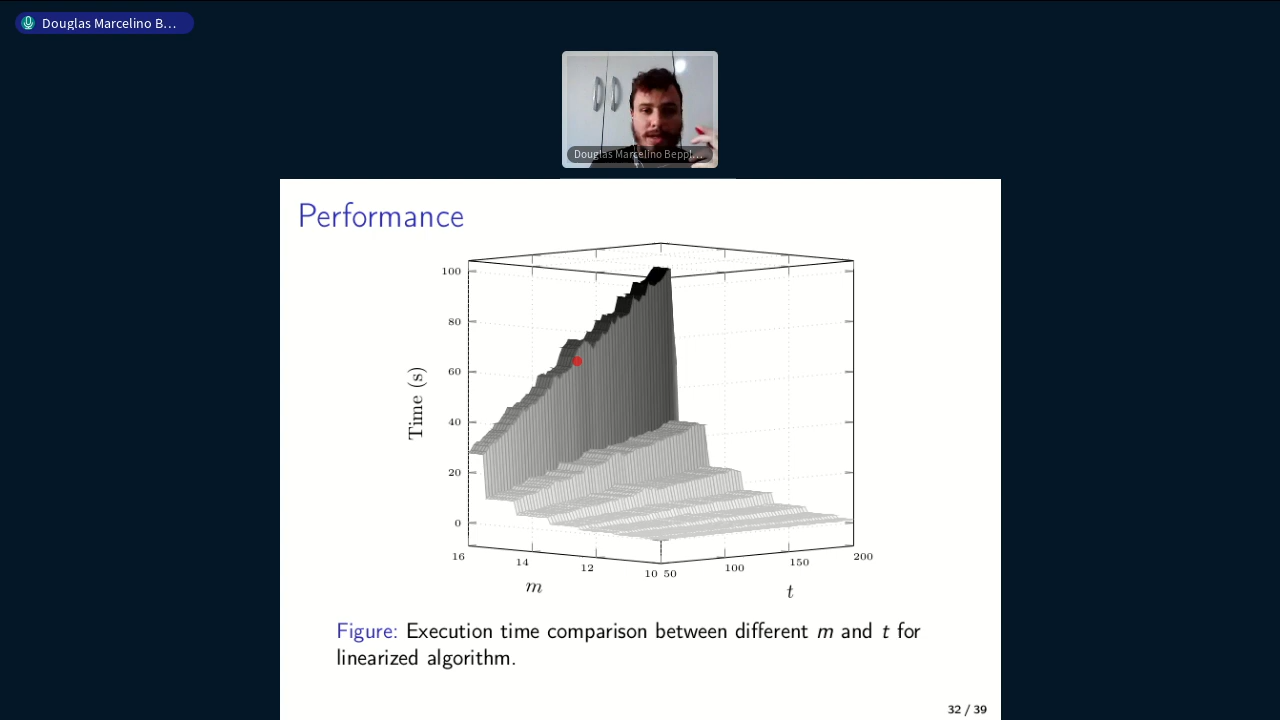 Douglas Marcelino B...
Douglas Marcelino Beppl...
Performance
100
80
60
40
20
0
Time (s)
16
14
12
10
50
100
150
200
m
t
Figure: Execution time comparison between different m and t for
linearized algorithm.
32 / 39